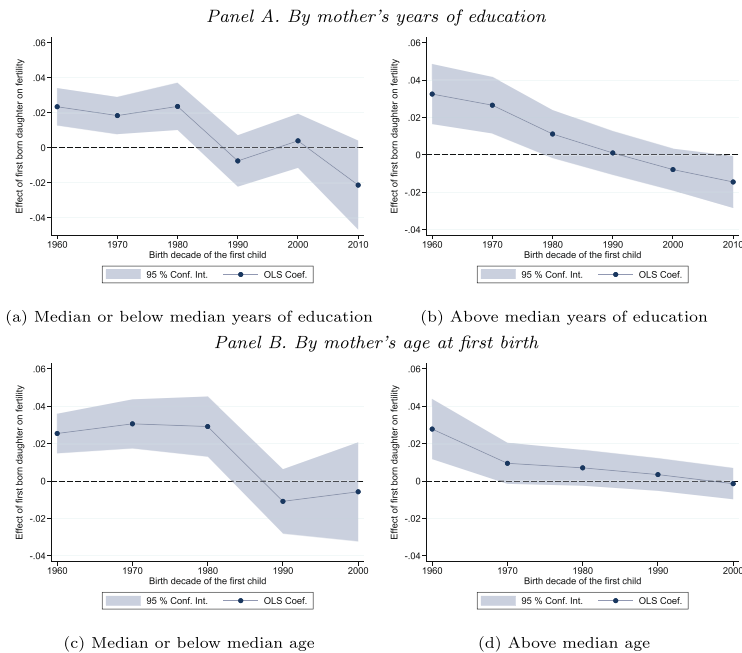 Panel A. By mother's years of education
Effect of first born daughter on fertility
.06
.04
.02
0
-.02
-.04
1960 1970 1980 1990 2000 2010
Birth decade of the first child
95 % Conf. Int. OLS Coef.
(a) Median or below median years of education
Effect of first born daughter on fertility
.06
.04
.02
0
-.02
-.04
1960 1970 1980 1990 2000 2010
Birth decade of the first child
95 % Conf. Int. OLS Coef.
(b) Above median years of education
Panel B. By mother's age at first birth
Effect of first born daughter on fertility
.06
.04
.02
0
-.02
-.04
1960 1970 1980 1990 2000
Birth decade of the first child
95 % Conf. Int. OLS Coef.
(c) Median or below median age
Effect of first born daughter on fertility
.06
.04
.02
0
-.02
-.04
1960 1970 1980 1990 2000
Birth decade of the first child
95 % Conf. Int. OLS Coef.
(d) Above median age